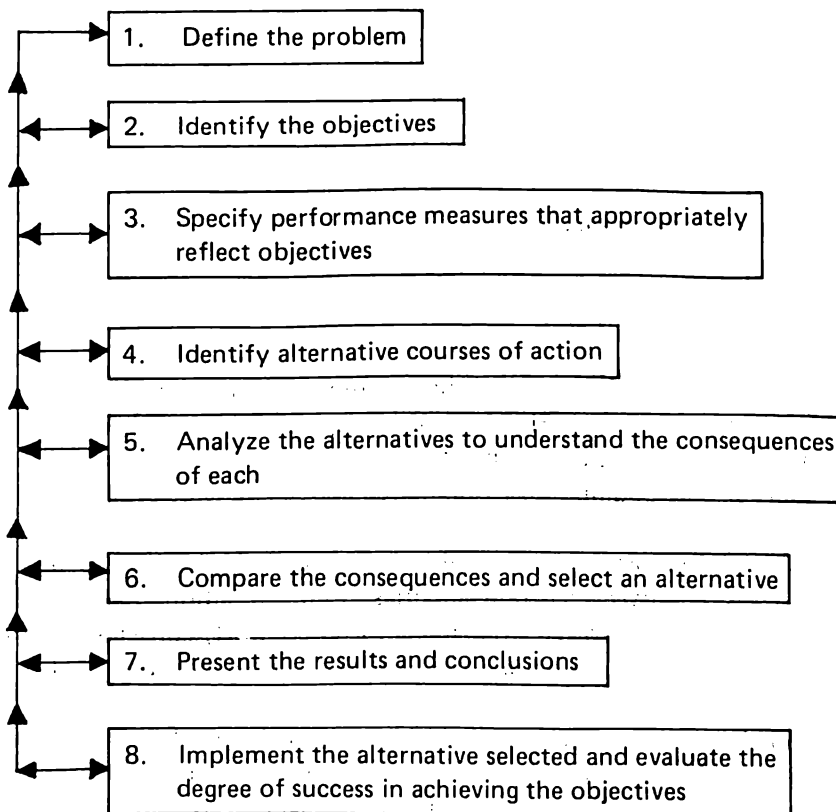 1. Define the problem
2. Identify the objectives
3. Specify performance measures that appropriately
reflect objectives
4. Identify alternative courses of action
5. Analyze the alternatives to understand the consequences
of each
6. Compare the consequences and select an alternative
7. Present the results and conclusions
8. Implement the alternative selected and evaluate the
degree of success in achieving the objectives